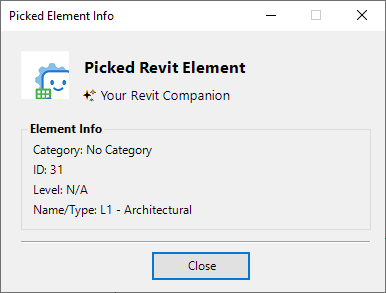 Picked Element Info
Picked Revit Element
✨ Your Revit Companion
Element Info
Category: No Category
ID: 31
Level: N/A
Name/Type: L1 - Architectural
Close